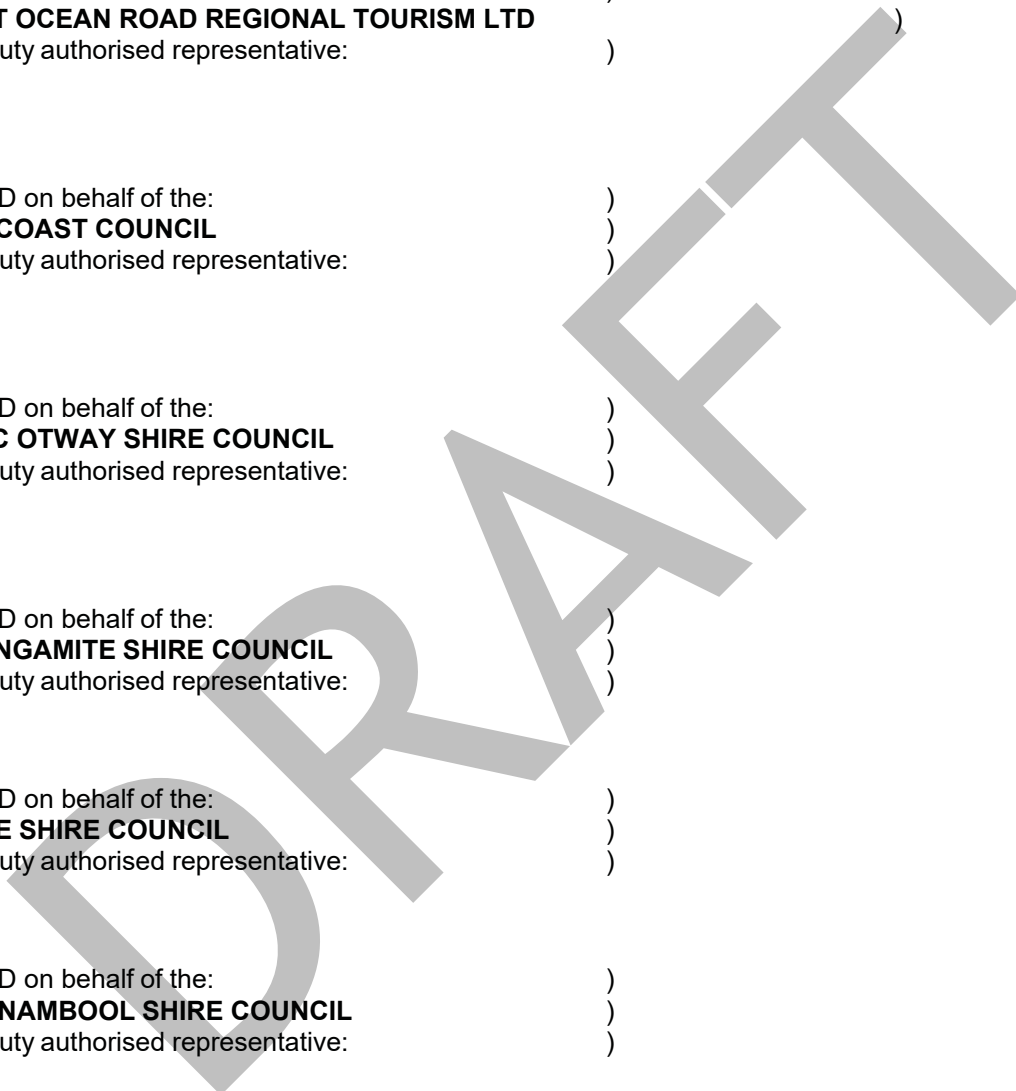 )
T OCEAN ROAD REGIONAL TOURISM LTD )
uty authorised representative: )
D on behalf of the: )
COAST COUNCIL )
uty authorised representative: )
D on behalf of the: )
C OTWAY SHIRE COUNCIL )
uty authorised representative: )
D on behalf of the: )
NGAMITE SHIRE COUNCIL )
uty authorised representative: )
D on behalf of the: )
E SHIRE COUNCIL )
uty authorised representative: )
D on behalf of the: )
NAMBOOL SHIRE COUNCIL )
uty authorised representative: )
DRAFT